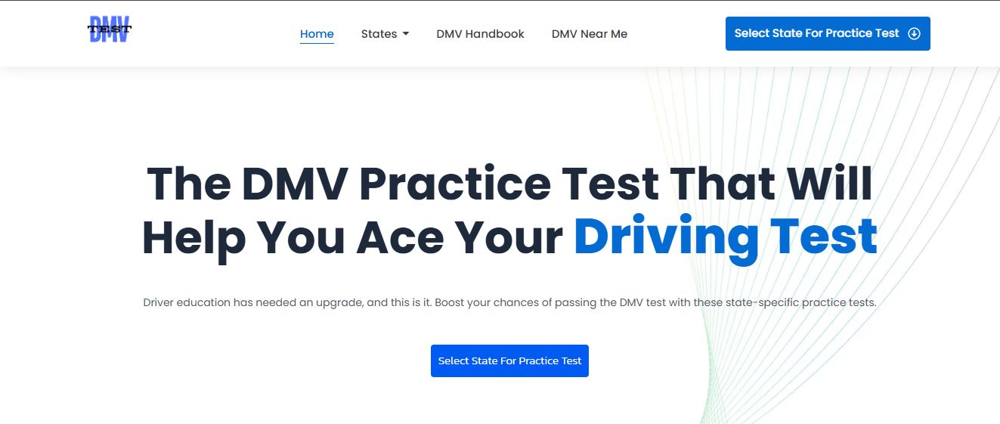 DMV
TEST
Home
States
DMV Handbook
DMV Near Me
Select State For Practice Test
The DMV Practice Test That Will
Help You Ace Your Driving Test
Driver education has needed an upgrade, and this is it. Boost your chances of passing the DMV test with these state-specific practice tests.
Select State For Practice Test